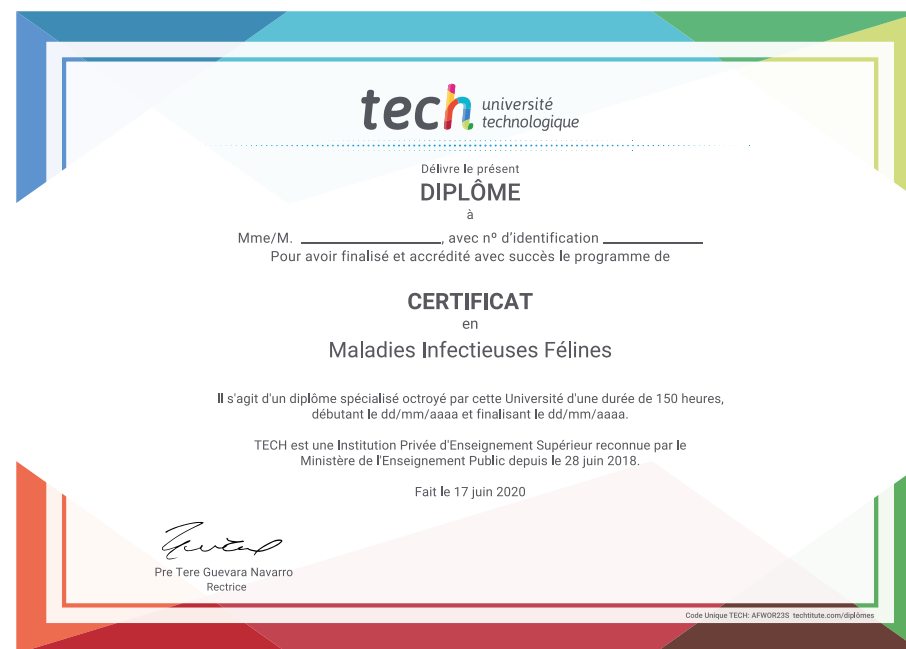 tech université
technologique
Délivre le présent
DIPLÔME
à
Mme/M. ____________________, avec nº d'identification ______________
Pour avoir finalisé et accrédité avec succès le programme de
CERTIFICAT
en
Maladies Infectieuses Félines
Il s'agit d'un diplôme spécialisé octroyé par cette Université d'une durée de 150 heures,
débutant le dd/mm/aaaa et finalisant le dd/mm/aaaa.
TECH est une Institution Privée d'Enseignement Supérieur reconnue par le
Ministère de l'Enseignement Public depuis le 28 juin 2018.
Fait le 17 juin 2020
Pre Tere Guevara Navarro
Rectrice
Code Unique TECH: AFWOR23S techtitute.com/diplômes